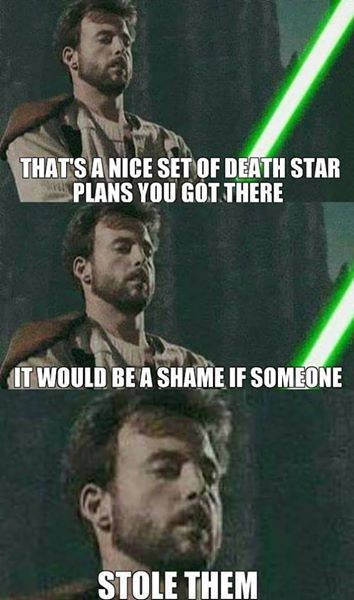 THAT'S A NICE SET OF DEATH STAR
PLANS YOU GOT THERE
IT WOULD BE A SHAME IF SOMEONE
STOLE THEM